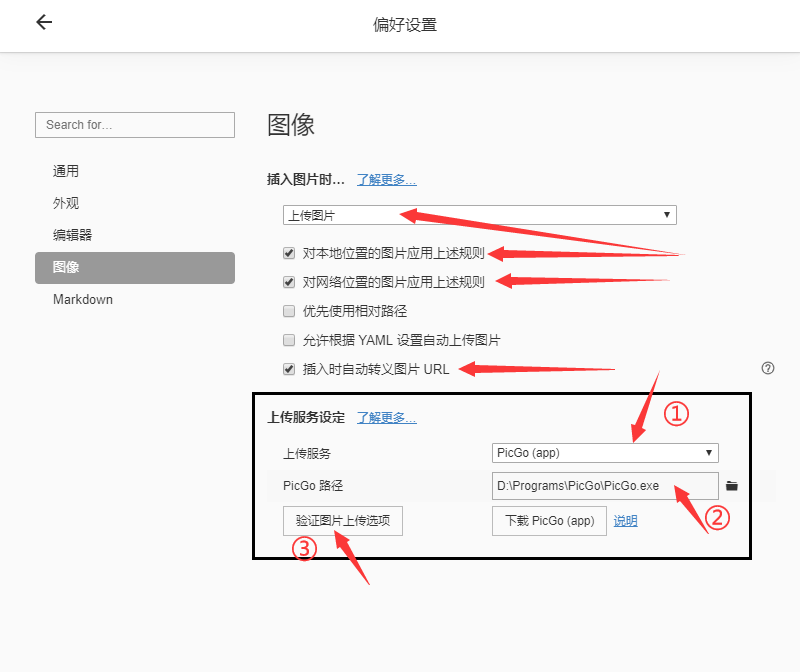 偏好设置
Search for…
通用
外观
编辑器
图像
Markdown
图像
插入图片时… 了解更多…
上传图片
对本地位置的图片应用上述规则
对网络位置的图片应用上述规则
优先使用相对路径
允许根据 YAML 设置自动上传图片
插入时自动转义图片 URL
上传服务设定 了解更多…
①
上传服务 PicGo (app)
PicGo 路径 D:\Programs\PicGo\PicGo.exe
②
验证图片上传选项 下载 PicGo (app) 说明
③